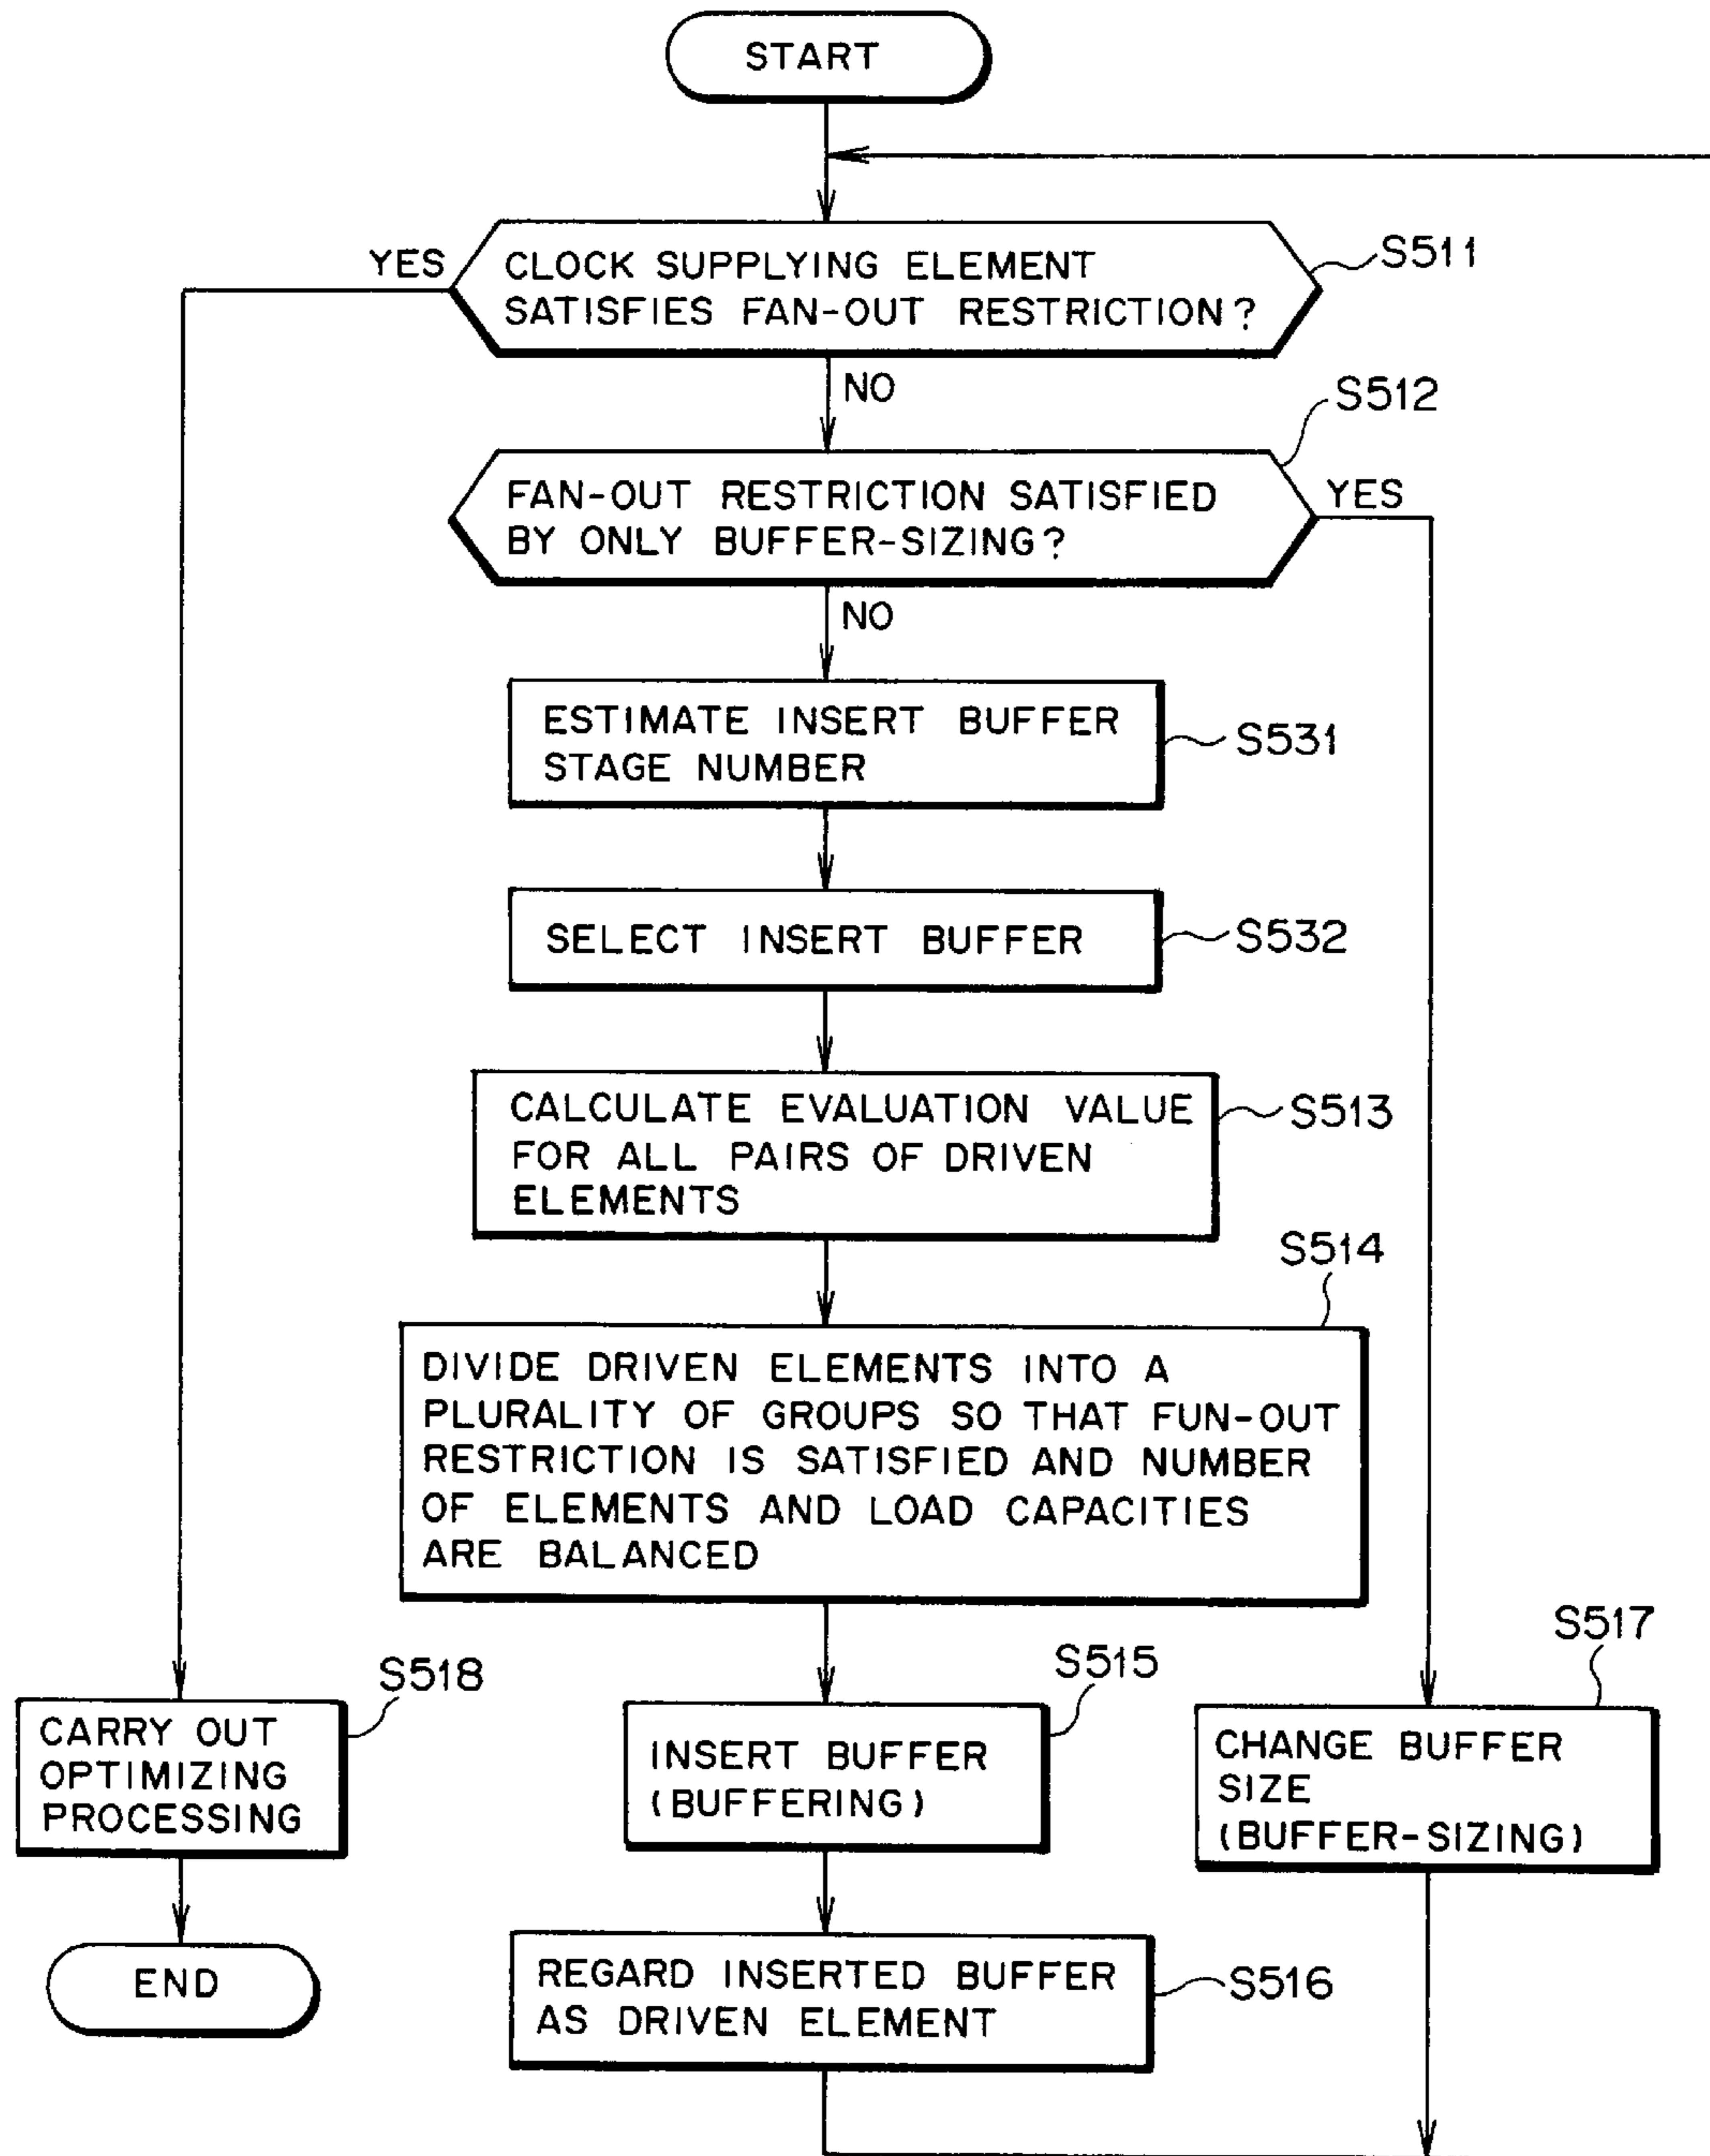 START
YES
CLOCK SUPPLYING ELEMENT
SATISFIES FAN-OUT RESTRICTION?
S511
NO
S512
FAN-OUT RESTRICTION SATISFIED
BY ONLY BUFFER-SIZING?
YES
NO
ESTIMATE INSERT BUFFER
STAGE NUMBER
S531
SELECT INSERT BUFFER
S532
CALCULATE EVALUATION VALUE
FOR ALL PAIRS OF DRIVEN
ELEMENTS
S513
S514
DIVIDE DRIVEN ELEMENTS INTO A
PLURALITY OF GROUPS SO THAT FUN-OUT
RESTRICTION IS SATISFIED AND NUMBER
OF ELEMENTS AND LOAD CAPACITIES
ARE BALANCED
S518
CARRY OUT
OPTIMIZING
PROCESSING
S515
INSERT BUFFER
(BUFFERING)
S517
CHANGE BUFFER
SIZE
(BUFFER-SIZING)
END
REGARD INSERTED BUFFER
AS DRIVEN ELEMENT
S516